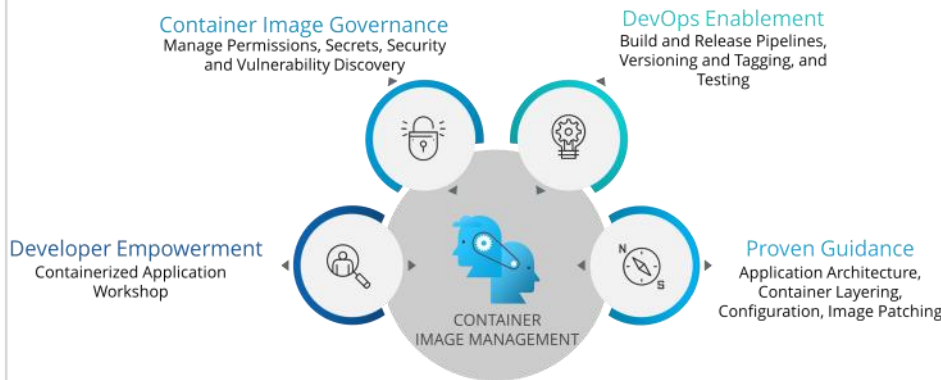 Container Image Governance
Manage Permissions, Secrets, Security
and Vulnerability Discovery
DevOps Enablement
Build and Release Pipelines,
Versioning and Tagging, and
Testing
Developer Empowerment
Containerized Application
Workshop
N
S
Proven Guidance
Application Architecture,
Container Layering,
Configuration, Image Patching
CONTAINER
IMAGE MANAGEMENT